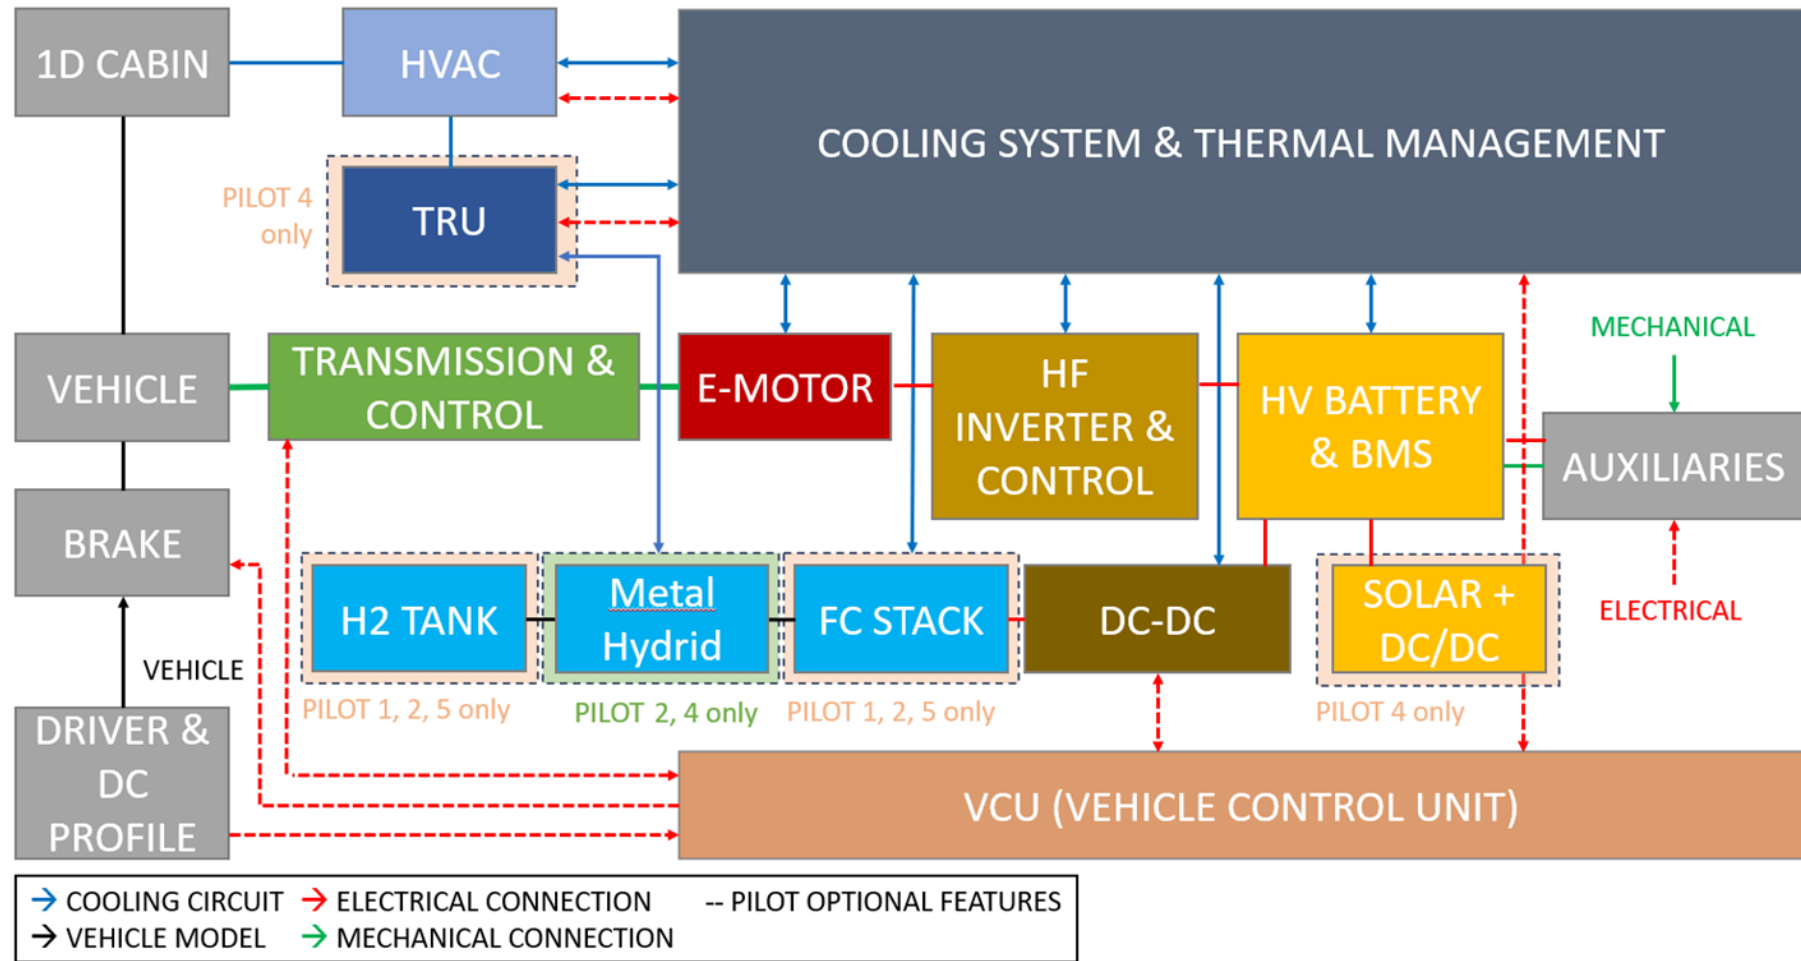 1D CABIN
HVAC
COOLING SYSTEM & THERMAL MANAGEMENT
PILOT 4
only
TRU
VEHICLE
TRANSMISSION &
CONTROL
E-MOTOR
HF
INVERTER &
CONTROL
HV BATTERY
& BMS
MECHANICAL
AUXILIARIES
ELECTRICAL
BRAKE
H2 TANK
Metal
Hydrid
FC STACK
DC-DC
SOLAR +
DC/DC
PILOT 1, 2, 5 only
PILOT 2, 4 only
PILOT 1, 2, 5 only
PILOT 4 only
VEHICLE
DRIVER &
DC
PROFILE
VCU (VEHICLE CONTROL UNIT)
COOLING CIRCUIT
ELECTRICAL CONNECTION
-- PILOT OPTIONAL FEATURES
VEHICLE MODEL
MECHANICAL CONNECTION